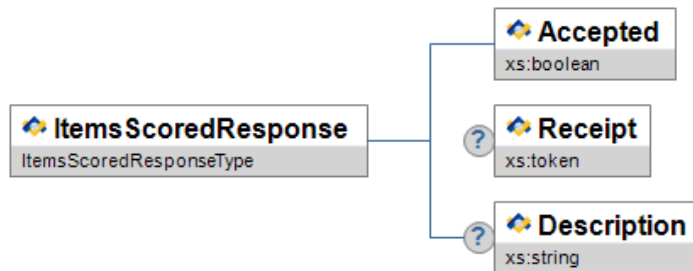 Accepted
xs:boolean
ItemsScoredResponse
ItemsScoredResponseType
?
Receipt
xs:token
?
Description
xs:string